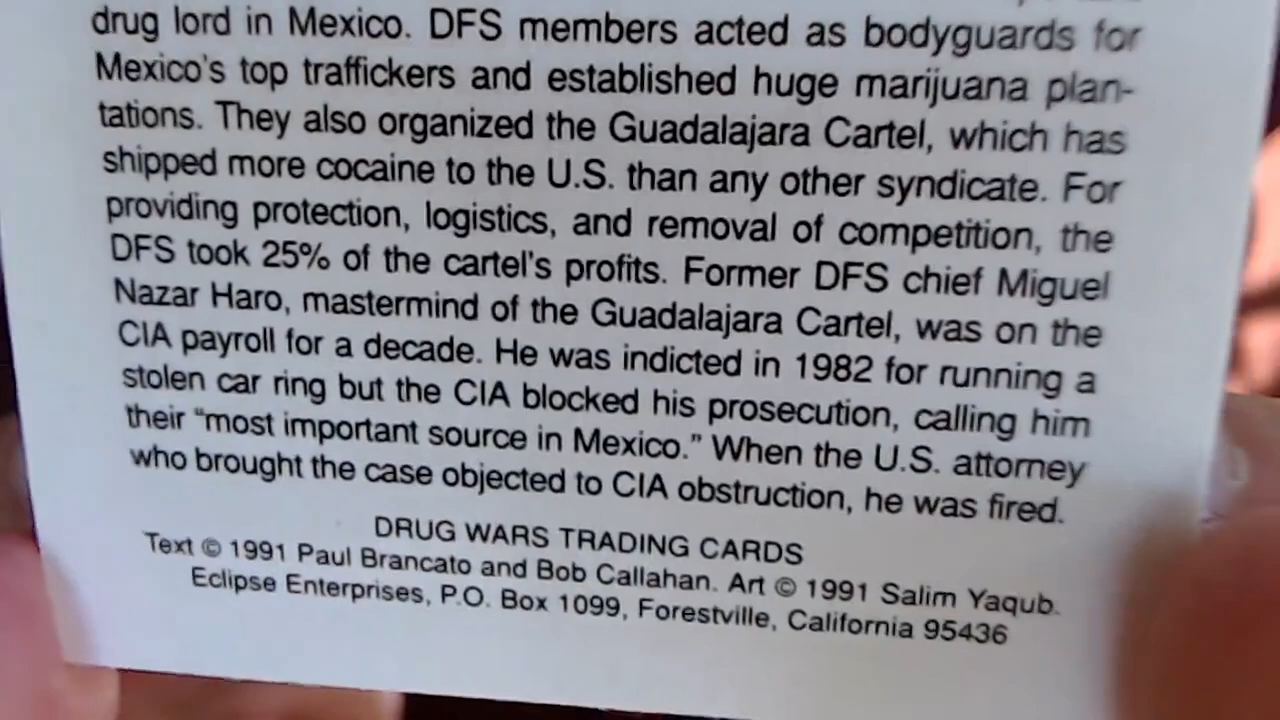 drug lord in Mexico. DFS members acted as bodyguards for
Mexico's top traffickers and established huge marijuana plan-
tations. They also organized the Guadalajara Cartel, which has
shipped more cocaine to the U.S. than any other syndicate. For
providing protection, logistics, and removal of competition, the
DFS took 25% of the cartel's profits. Former DFS chief Miguel
Nazar Haro, mastermind of the Guadalajara Cartel, was on the
CIA payroll for a decade. He was indicted in 1982 for running a
stolen car ring but the CIA blocked his prosecution, calling him
their “most important source in Mexico.” When the U.S. attorney
who brought the case objected to CIA obstruction, he was fired.
DRUG WARS TRADING CARDS
Text © 1991 Paul Brancato and Bob Callahan. Art © 1991 Salim Yaqub.
Eclipse Enterprises, P.O. Box 1099, Forestville, California 95436